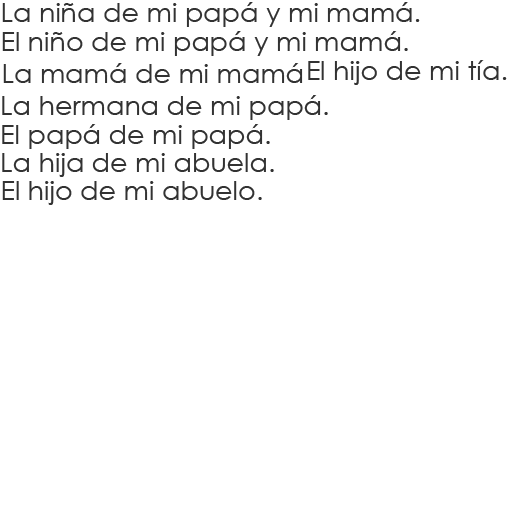 La niña de mi papá y mi mamá.
El niño de mi papá y mi mamá.
La mamá de mi mamá El hijo de mi tía.
La hermana de mi papá.
El papá de mi papá.
La hija de mi abuela.
El hijo de mi abuelo.